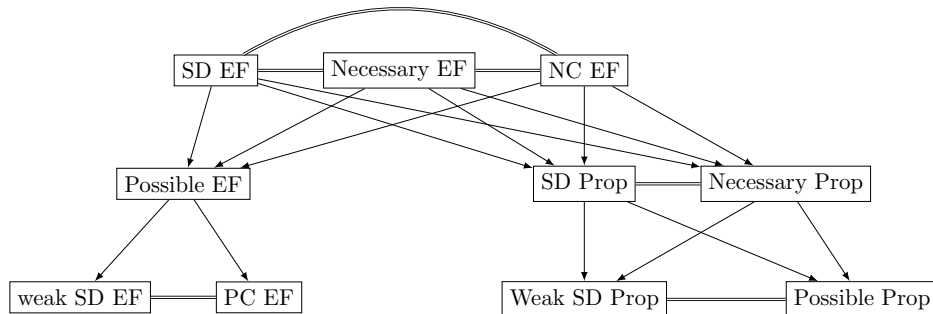 SD EF
Necessary EF
NC EF
Possible EF
SD Prop
Necessary Prop
weak SD EF
PC EF
Weak SD Prop
Possible Prop